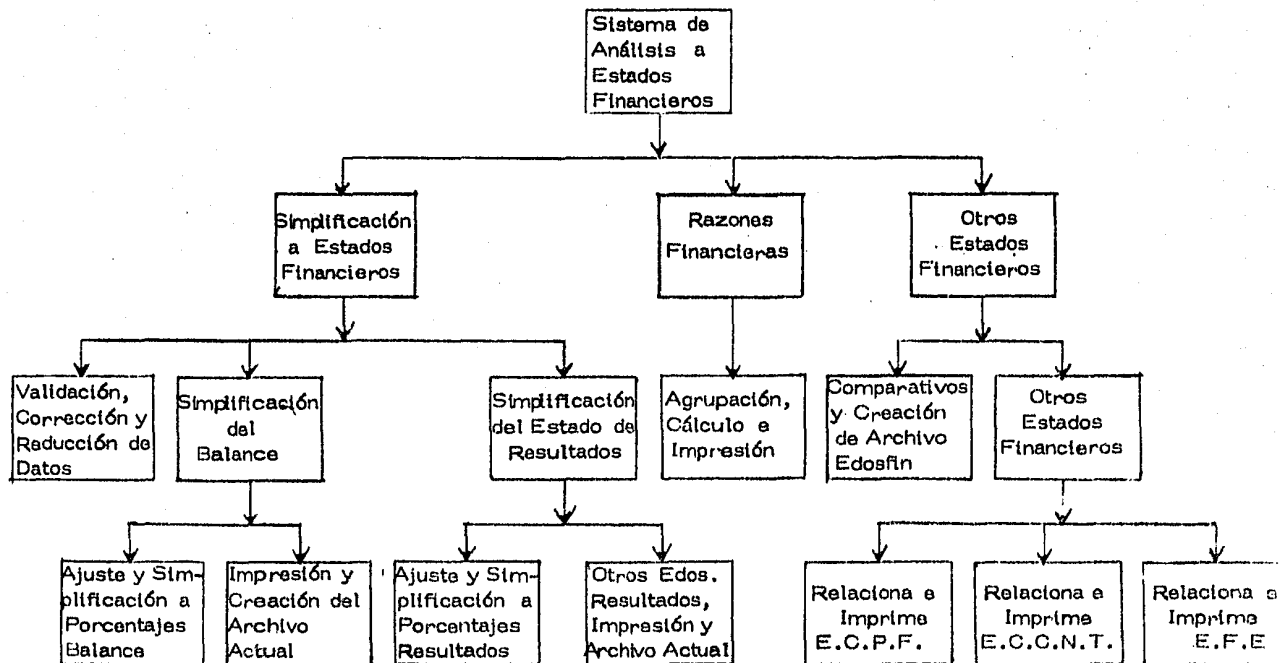 Sistema de
Análisis a
Estados
Financieros
Simplificación
a Estados
Financieros
Razones
Financieras
Otros
Estados
Financieros
Validación,
Corrección y
Reducción de
Datos
Simplificación
del
Balance
Simplificación
del Estado de
Resultados
Agrupación,
Cálculo e
Impresión
Comparativos
y Creación
de Archivo
Edosfin
Otros
Estados
Financieros
Ajuste y Sim-
plificación a
Porcentajes
Balance
Impresión y
Creación del
Archivo
Actual
Ajuste y Sim-
plificación a
Porcentajes
Resultados
Otros Edos.
Resultados,
Impresión y
Archivo Actual
Relaciona e
Imprime
E.C.P.F.
Relaciona e
Imprime
E.C.C.N.T.
Relaciona e
Imprime
E.F.E